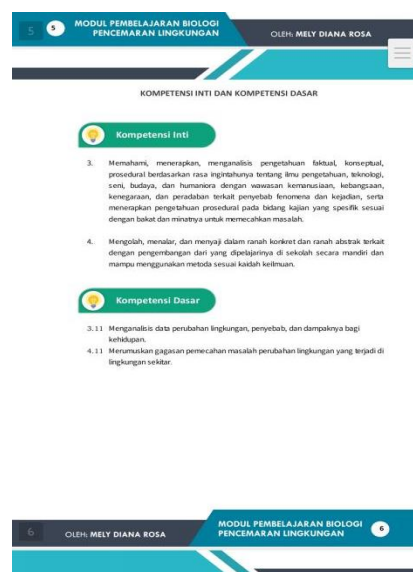 5
5
MODUL PEMBELAJARAN BIOLOGI
PENCEMARAN LINGKUNGAN
OLEH: MELY DIANA ROSA
KOMPETENSI INTI DAN KOMPETENSI DASAR
Kompetensi Inti
3. Memahami, menerapkan, menganalisis pengetahuan faktual, konseptual,
prosedural berdasarkan rasa ingintahunya tentang ilmu pengetahuan, teknologi,
seni, budaya, dan humaniora dengan wawasan kemanusiaan, kebangsaan,
kenegaraan, dan peradaban terkait penyebab fenomena dan kejadian, serta
menerapkan pengetahuan prosedural pada bidang kajian yang spesifik sesuai
dengan bakat dan minatnya untuk memecahkan masalah.
4. Mengolah, menalar, dan menyaji dalam ranah konkret dan ranah abstrak terkait
dengan pengembangan dari yang dipelajarinya di sekolah secara mandiri dan
mampu menggunakan metoda sesuai kaidah keilmuan.
Kompetensi Dasar
3.11 Menganalisis data perubahan lingkungan, penyebab, dan dampaknya bagi
kehidupan.
4.11 Merumuskan gagasan pemecahan masalah perubahan lingkungan yang terjadi di
lingkungan sekitar.
6
OLEH: MELY DIANA ROSA
MODUL PEMBELAJARAN BIOLOGI
PENCEMARAN LINGKUNGAN
6